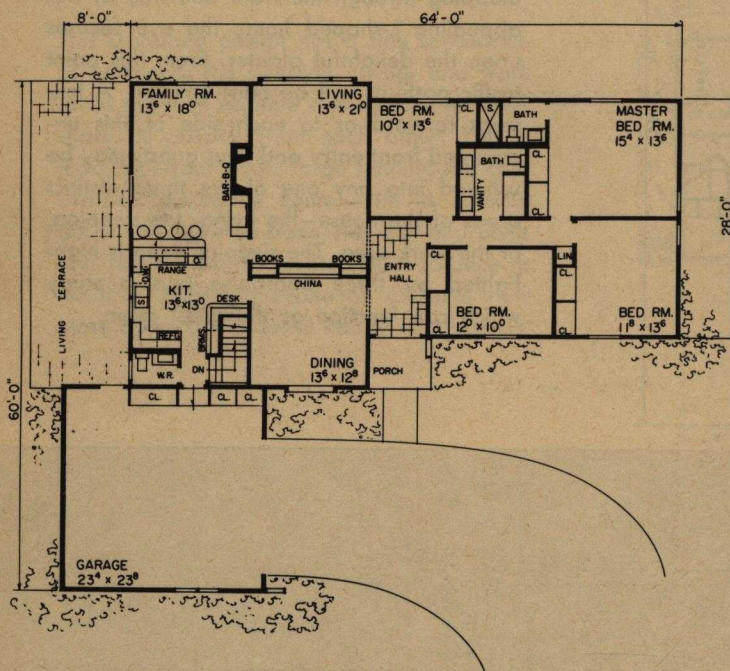 8'-0"
64'-0"
FAMILY RM.
13⁶ x 18⁰
LIVING
13⁶ x 21⁰
BED RM.
10⁰ x 13⁶
CL.
S.
BATH
MASTER
BED RM.
15⁴ x 13⁶
BAR-B-Q
VANITY
BATH
CL.
CL.
28'-0"
LIVING TERRACE
RANGE
O.
D.W.
S
KIT.
13⁶x13⁰
BOOKS
BOOKS
CHINA
ENTRY
HALL
CL.
CL.
LIN
CL.
CL.
DESK
REFG
BRMS.
DN
W.R.
DINING
13⁶ x 12⁸
BED RM.
12⁰ x 10⁰
BED RM.
11⁸ x 13⁶
PORCH
CL.
CL.
CL.
60'-0"
GARAGE
23⁴ x 23⁸